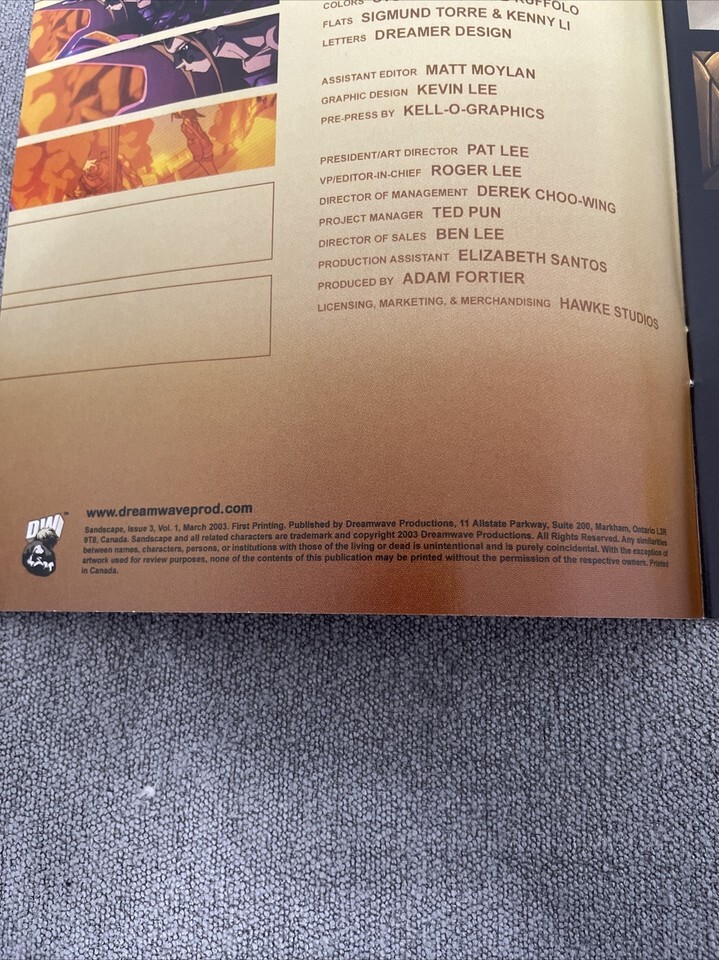 COLORS RUFFOLO
FLATS SIGMUND TORRE & KENNY LI
LETTERS DREAMER DESIGN
ASSISTANT EDITOR MATT MOYLAN
GRAPHIC DESIGN KEVIN LEE
PRE-PRESS BY KELL-O-GRAPHICS
PRESIDENT/ART DIRECTOR PAT LEE
VP/EDITOR-IN-CHIEF ROGER LEE
DIRECTOR OF MANAGEMENT DEREK CHOO-WING
PROJECT MANAGER TED PUN
DIRECTOR OF SALES BEN LEE
PRODUCTION ASSISTANT ELIZABETH SANTOS
PRODUCED BY ADAM FORTIER
LICENSING, MARKETING, & MERCHANDISING HAWKE STUDIOS
www.dreamwaveprod.com
DW TM
Sandscape, Issue 3, Vol. 1, March 2003. First Printing. Published by Dreamwave Productions, 11 Allstate Parkway, Suite 200, Markham, Ontario L3R
9T8, Canada. Sandscape and all related characters are trademark and copyright 2003 Dreamwave Productions. All Rights Reserved. Any similarities
between names, characters, persons, or institutions with those of the living or dead is unintentional and is purely coincidental. With the exception of
artwork used for review purposes, none of the contents of this publication may be printed without the permission of the respective owners. Printed
in Canada.